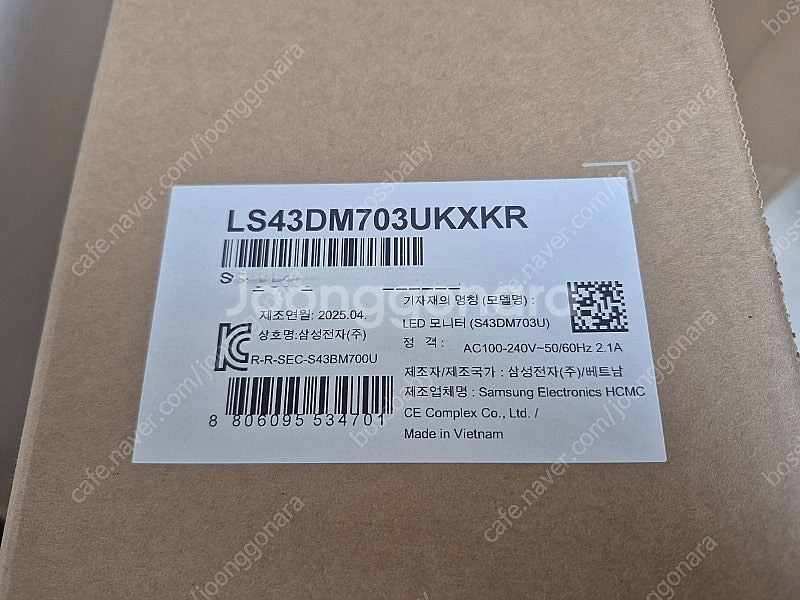 LS43DM703UKXKR
제조연월: 2025.04.
상호명:삼성전자(주)
R-R-SEC-S43BM700U
8 806095 534701
기자재의 명칭 (모델명) :
LED 모니터 (S43DM703U)
정 격 : AC100-240V~50/60Hz 2.1A
제조자/제조국가 : 삼성전자(주)/베트남
제조업체명 : Samsung Electronics HCMC
CE Complex Co., Ltd. /
Made in Vietnam
Joonggonara
cafe.naver.com/joonggonara
bossbaby